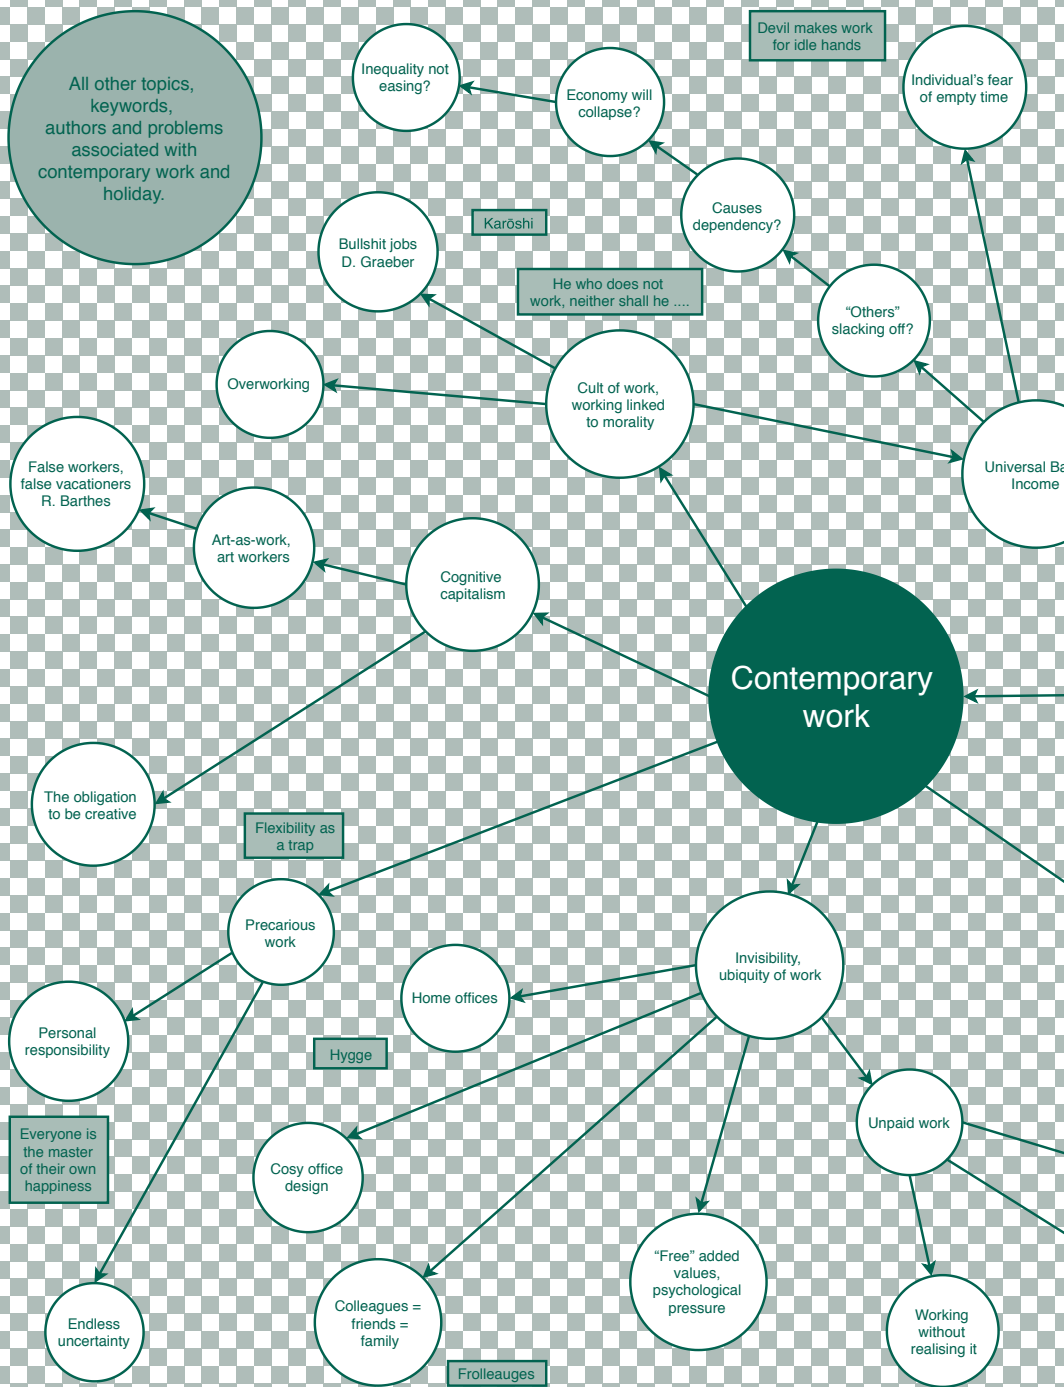 Devil makes work
for idle hands
All other topics,
keywords,
authors and problems
associated with
contemporary work and
holiday.
Inequality not
easing?
Economy will
collapse?
Individual's fear
of empty time
Causes
dependency?
Karōshi
Bullshit jobs
D. Graeber
He who does not
work, neither shall he ....
“Others”
slacking off?
Overworking
Cult of work,
working linked
to morality
False workers,
false vacationers
R. Barthes
Universal Ba
Income
Art-as-work,
art workers
Cognitive
capitalism
Contemporary
work
The obligation
to be creative
Flexibility as
a trap
Precarious
work
Invisibility,
ubiquity of work
Home offices
Personal
responsibility
Hygge
Unpaid work
Everyone is
the master
of their own
happiness
Cosy office
design
“Free” added
values,
psychological
pressure
Colleagues =
friends =
family
Endless
uncertainty
Working
without
realising it
Frolleauges